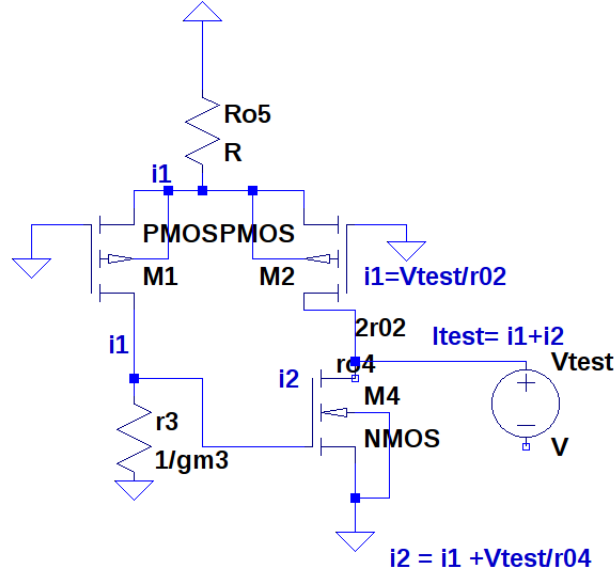 Ro5
R
i1
PMOSPMOS
M1
M2
i1=Vtest/r02
i1
2r02
Itest= i1+i2
ro4
Vtest
i2
M4
r3
NMOS
V
1/gm3
i2 = i1 +Vtest/r04